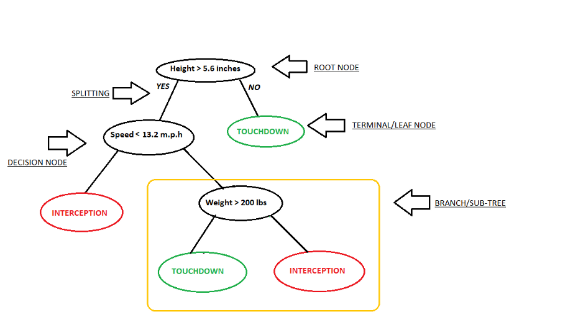 Height > 5.6 inches
ROOT NODE
YES
NO
SPLITTING
TERMINAL/LEAF NODE
TOUCHDOWN
Speed < 13.2 m.p.h
DECISION NODE
Weight > 200 lbs
BRANCH/SUB-TREE
INTERCEPTION
TOUCHDOWN
INTERCEPTION